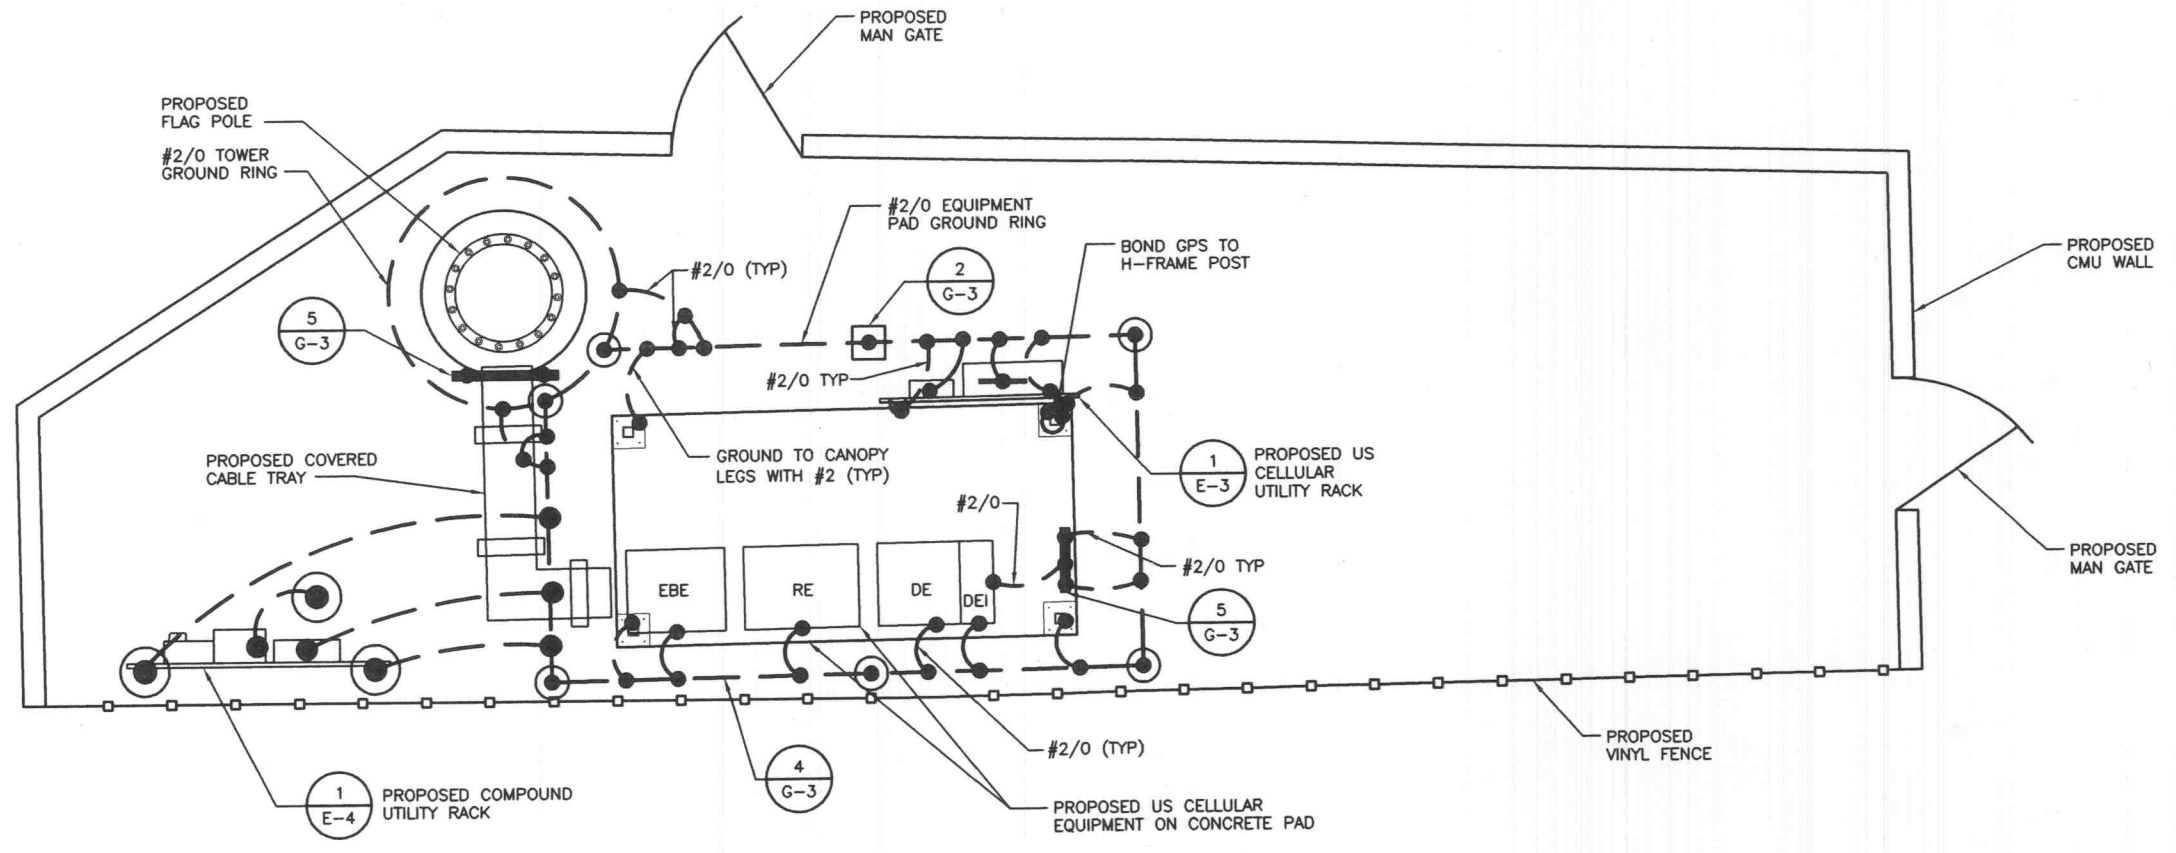 PROPOSED
MAN GATE
PROPOSED
FLAG POLE
#2/0 TOWER
GROUND RING
#2/0 EQUIPMENT
PAD GROUND RING
BOND GPS TO
H-FRAME POST
PROPOSED
CMU WALL
#2/0 (TYP)
2
G-3
5
G-3
#2/0 TYP
PROPOSED COVERED
CABLE TRAY
GROUND TO CANOPY
LEGS WITH #2 (TYP)
1
E-3
PROPOSED US
CELLULAR
UTILITY RACK
#2/0
#2/0 TYP
PROPOSED
MAN GATE
EBE
RE
DE
DEI
5
G-3
#2/0 (TYP)
PROPOSED
VINYL FENCE
4
G-3
1
E-4
PROPOSED COMPOUND
UTILITY RACK
PROPOSED US CELLULAR
EQUIPMENT ON CONCRETE PAD